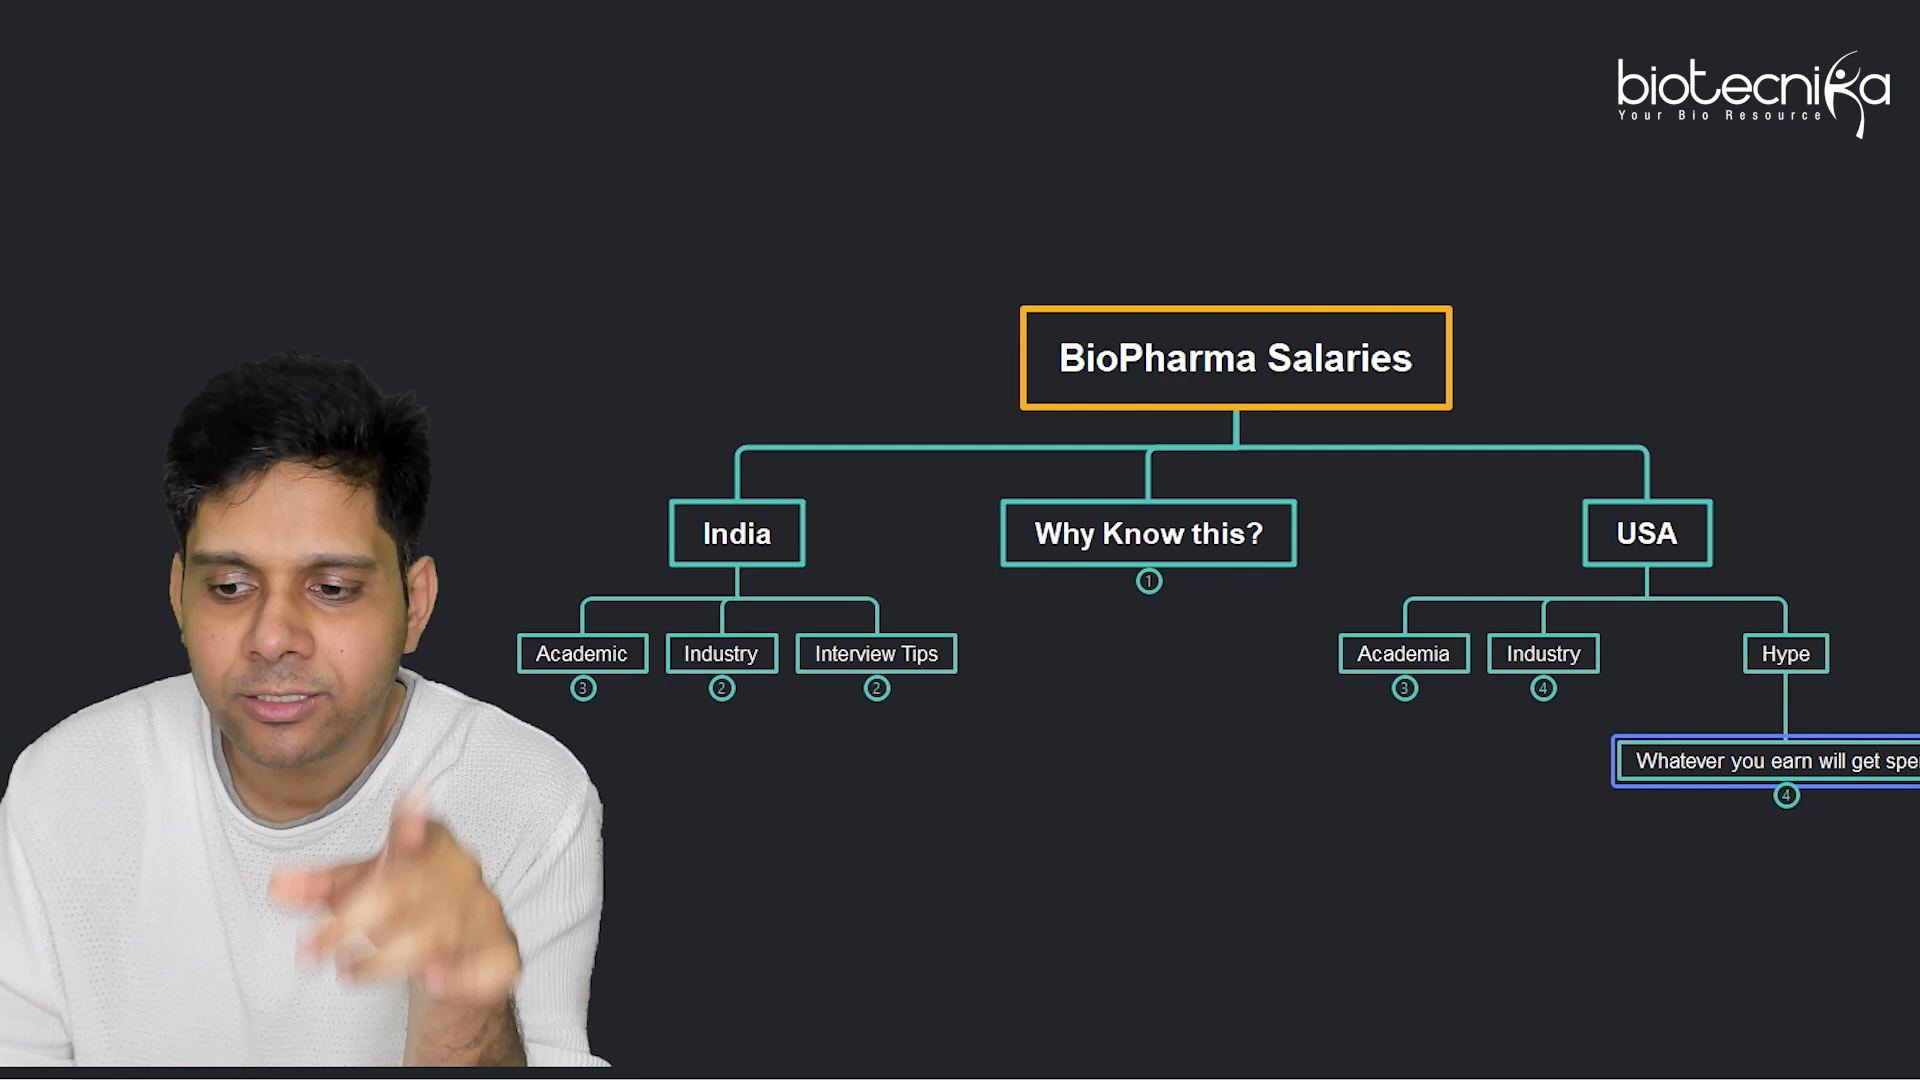 biotecnika
Your Bio Resource
BioPharma Salaries
India
Why Know this?
USA
1
Academic
Industry
Interview Tips
Academia
Industry
Hype
3
2
2
3
4
Whatever you earn will get
4